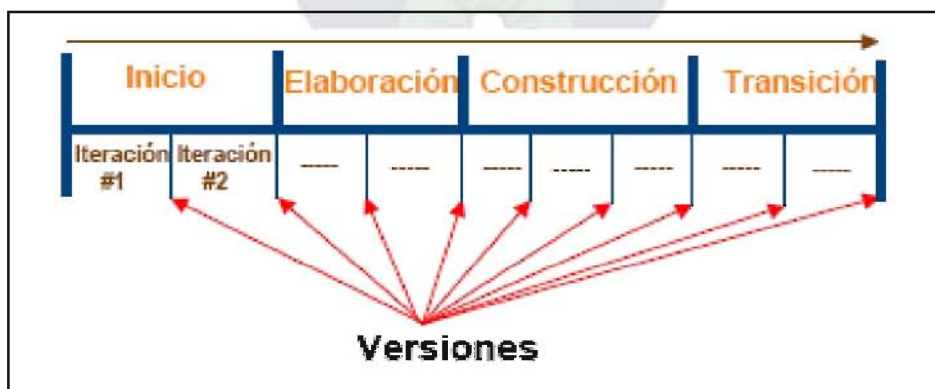 Inicio Elaboración Construcción Transición
Iteración Iteración
#1 #2 ----- ----- ----- ----- ----- ----- -----
Versiones